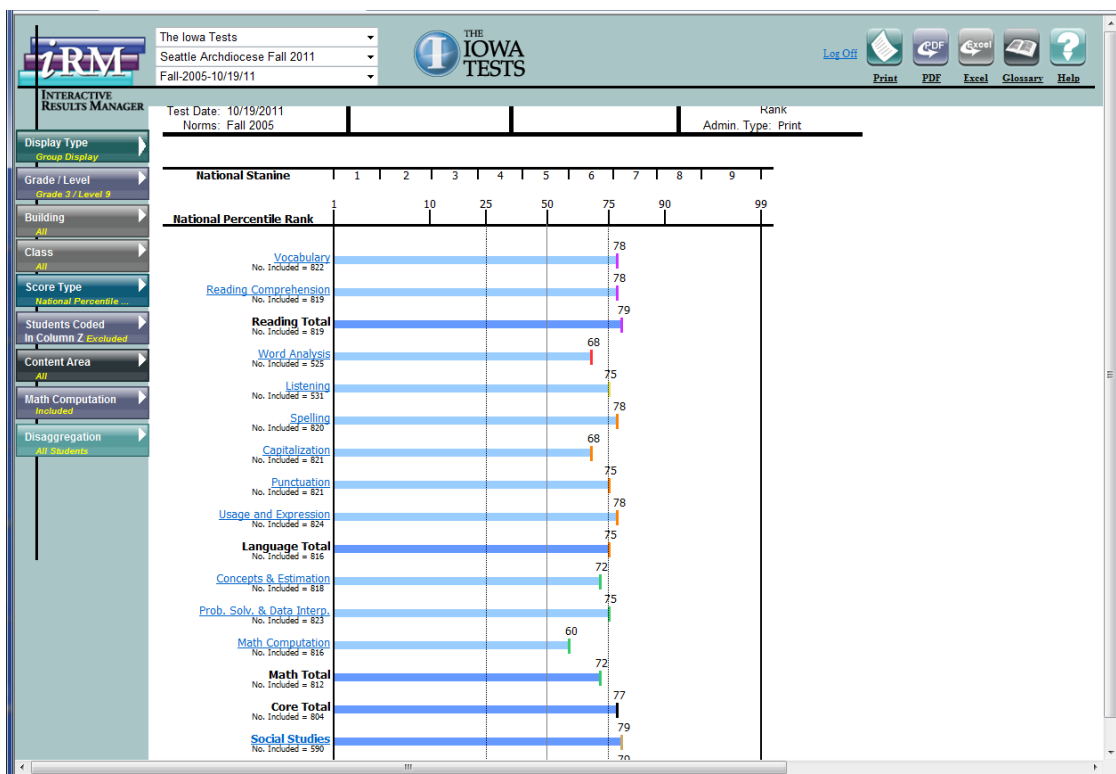 iRM
INTERACTIVE
RESULTS MANAGER
The Iowa Tests
Seattle Archdiocese Fall 2011
Fall-2005-10/19/11
THE
IOWA
TESTS
Log Off
Print
PDF
PDF
Excel
Excel
Glossary
?
Help
Display Type
Group Display
Grade / Level
Grade 3 / Level 9
Building
All
Class
All
Score Type
National Percentile ...
Students Coded
In Column Z Excluded
Content Area
All
Math Computation
Included
Disaggregation
All Students
Test Date: 10/19/2011
Norms: Fall 2005
Rank
Admin. Type: Print
National Stanine 1 2 3 4 5 6 7 8 9
1 10 25 50 75 90 99
National Percentile Rank
78
Vocabulary
No. Included = 822
78
Reading Comprehension
No. Included = 819
79
Reading Total
No. Included = 819
68
Word Analysis
No. Included = 525
75
Listening
No. Included = 531
78
Spelling
No. Included = 820
68
Capitalization
No. Included = 821
75
Punctuation
No. Included = 821
78
Usage and Expression
No. Included = 824
75
Language Total
No. Included = 816
72
Concepts & Estimation
No. Included = 818
75
Prob. Solv. & Data Interp.
No. Included = 823
60
Math Computation
No. Included = 816
72
Math Total
No. Included = 812
77
Core Total
No. Included = 804
79
Social Studies
No. Included = 590